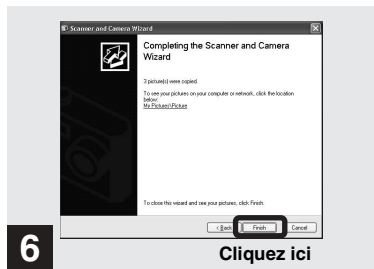 Scanner and Camera Wizard
Completing the Scanner and Camera
Wizard
3 picture(s) were copied.
To see your pictures on your computer or network, click the location
below:
My Pictures\Picture
To close this wizard and see your pictures, click Finish.
< Back
Finish
Cancel
6
Cliquez ici